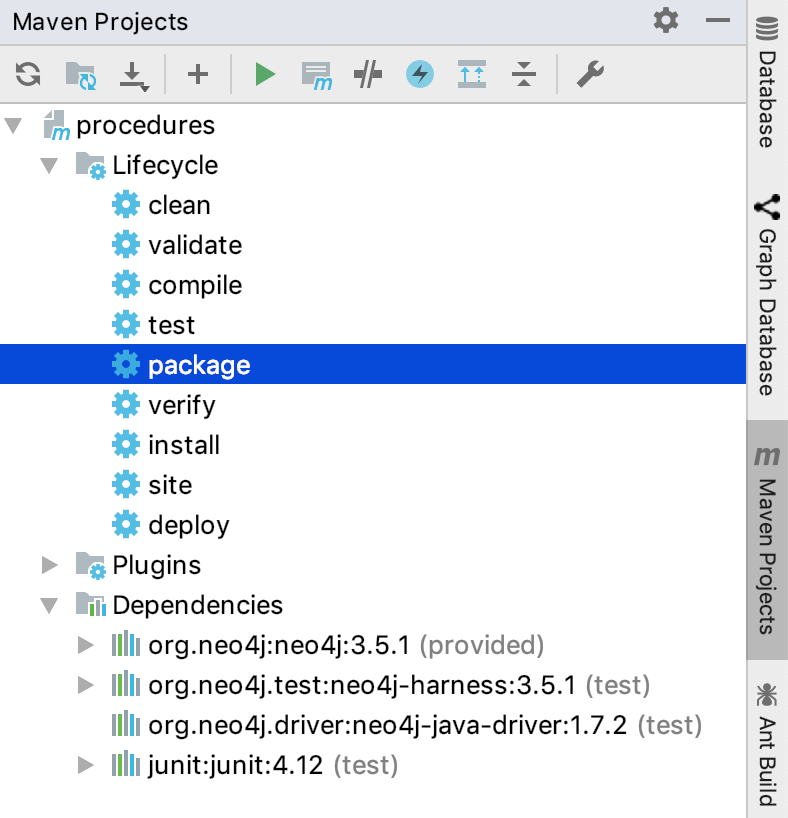 Maven Projects
procedures
Lifecycle
clean
validate
compile
test
package
verify
install
site
deploy
Plugins
Dependencies
org.neo4j:neo4j:3.5.1 (provided)
org.neo4j.test:neo4j-harness:3.5.1 (test)
org.neo4j.driver:neo4j-java-driver:1.7.2 (test)
junit:junit:4.12 (test)
Database
Graph Database
m Maven Projects
Ant Build